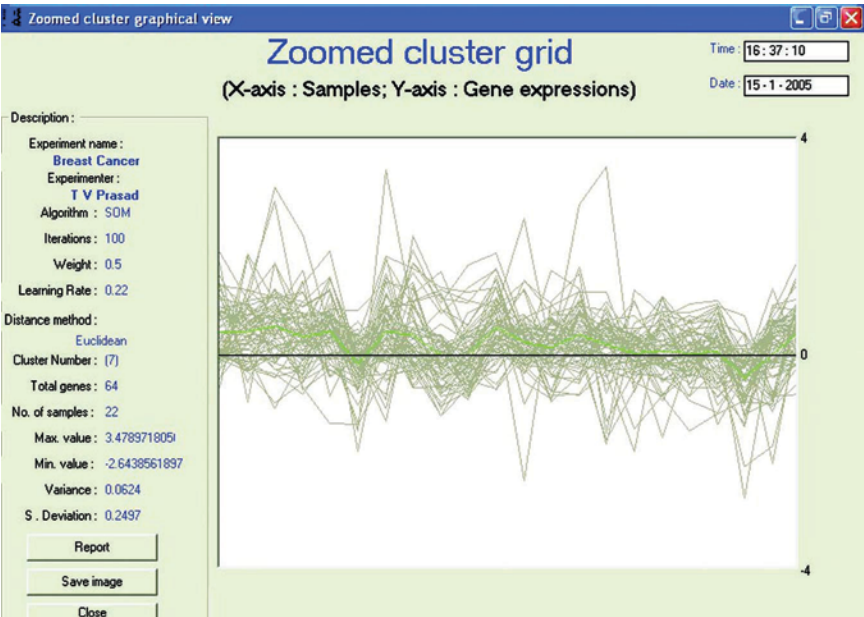 Zoomed cluster graphical view
Zoomed cluster grid
(X-axis : Samples; Y-axis : Gene expressions)
Time : 16 : 37 : 10
Date : 15 - 1 - 2005
Description :
Experiment name :
Breast Cancer
Experimenter :
T V Prasad
Algorithm : SOM
Iterations : 100
Weight : 0.5
Learning Rate : 0.22
Distance method :
Euclidean
Cluster Number : (7)
Total genes : 64
No. of samples : 22
Max. value : 3.478971805
Min. value : -2.6438561897
Variance : 0.0624
S . Deviation : 0.2497
Report
Save image
Close
4
0
-4